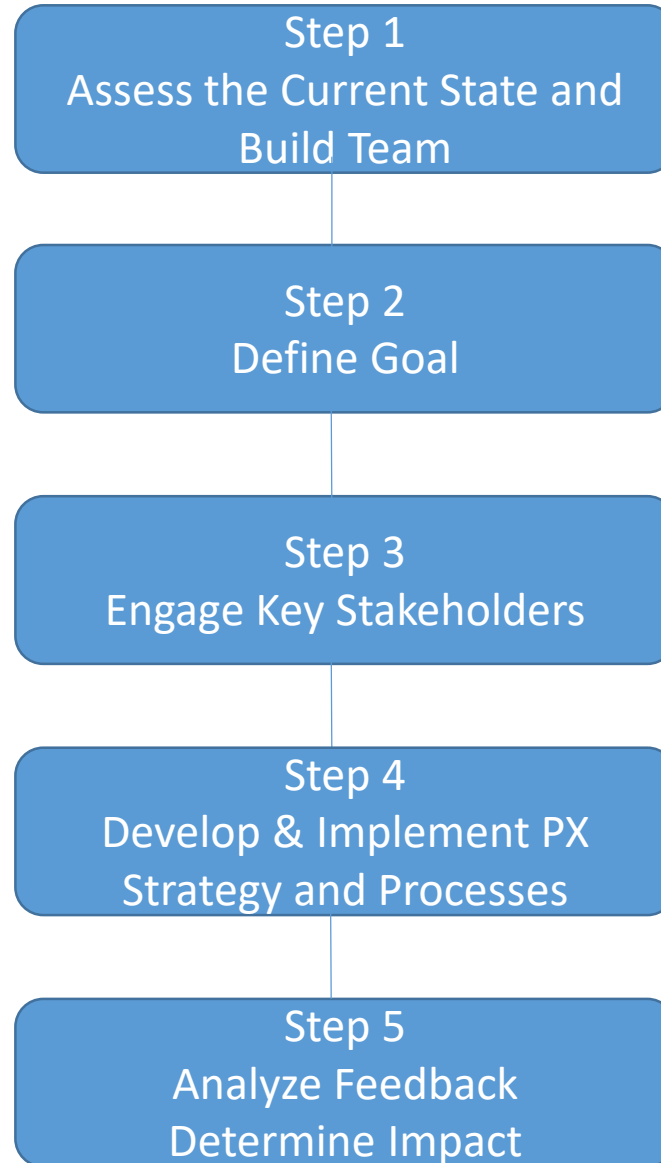 Step 1
Assess the Current State and
Build Team
Step 2
Define Goal
Step 3
Engage Key Stakeholders
Step 4
Develop & Implement PX
Strategy and Processes
Step 5
Analyze Feedback
Determine Impact